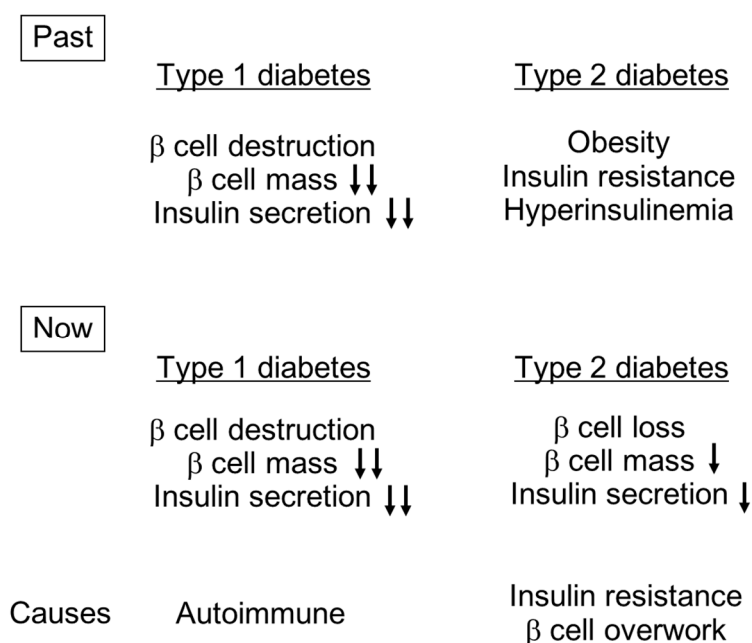 Past
Type 1 diabetes Type 2 diabetes
β cell destruction Obesity
β cell mass ↓↓ Insulin resistance
Insulin secretion ↓↓ Hyperinsulinemia
Now
Type 1 diabetes Type 2 diabetes
β cell destruction β cell loss
β cell mass ↓↓ β cell mass ↓
Insulin secretion ↓↓ Insulin secretion ↓
Causes Autoimmune Insulin resistance
β cell overwork